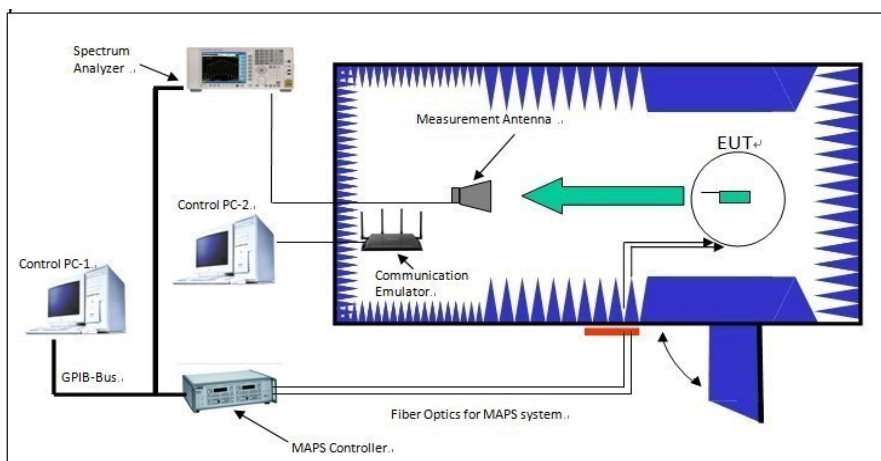 Spectrum
Analyzer
Measurement Antenna
EUT
Control PC-2
Communication
Emulator
Control PC-1
GPIB-Bus
Fiber Optics for MAPS system
MAPS Controller